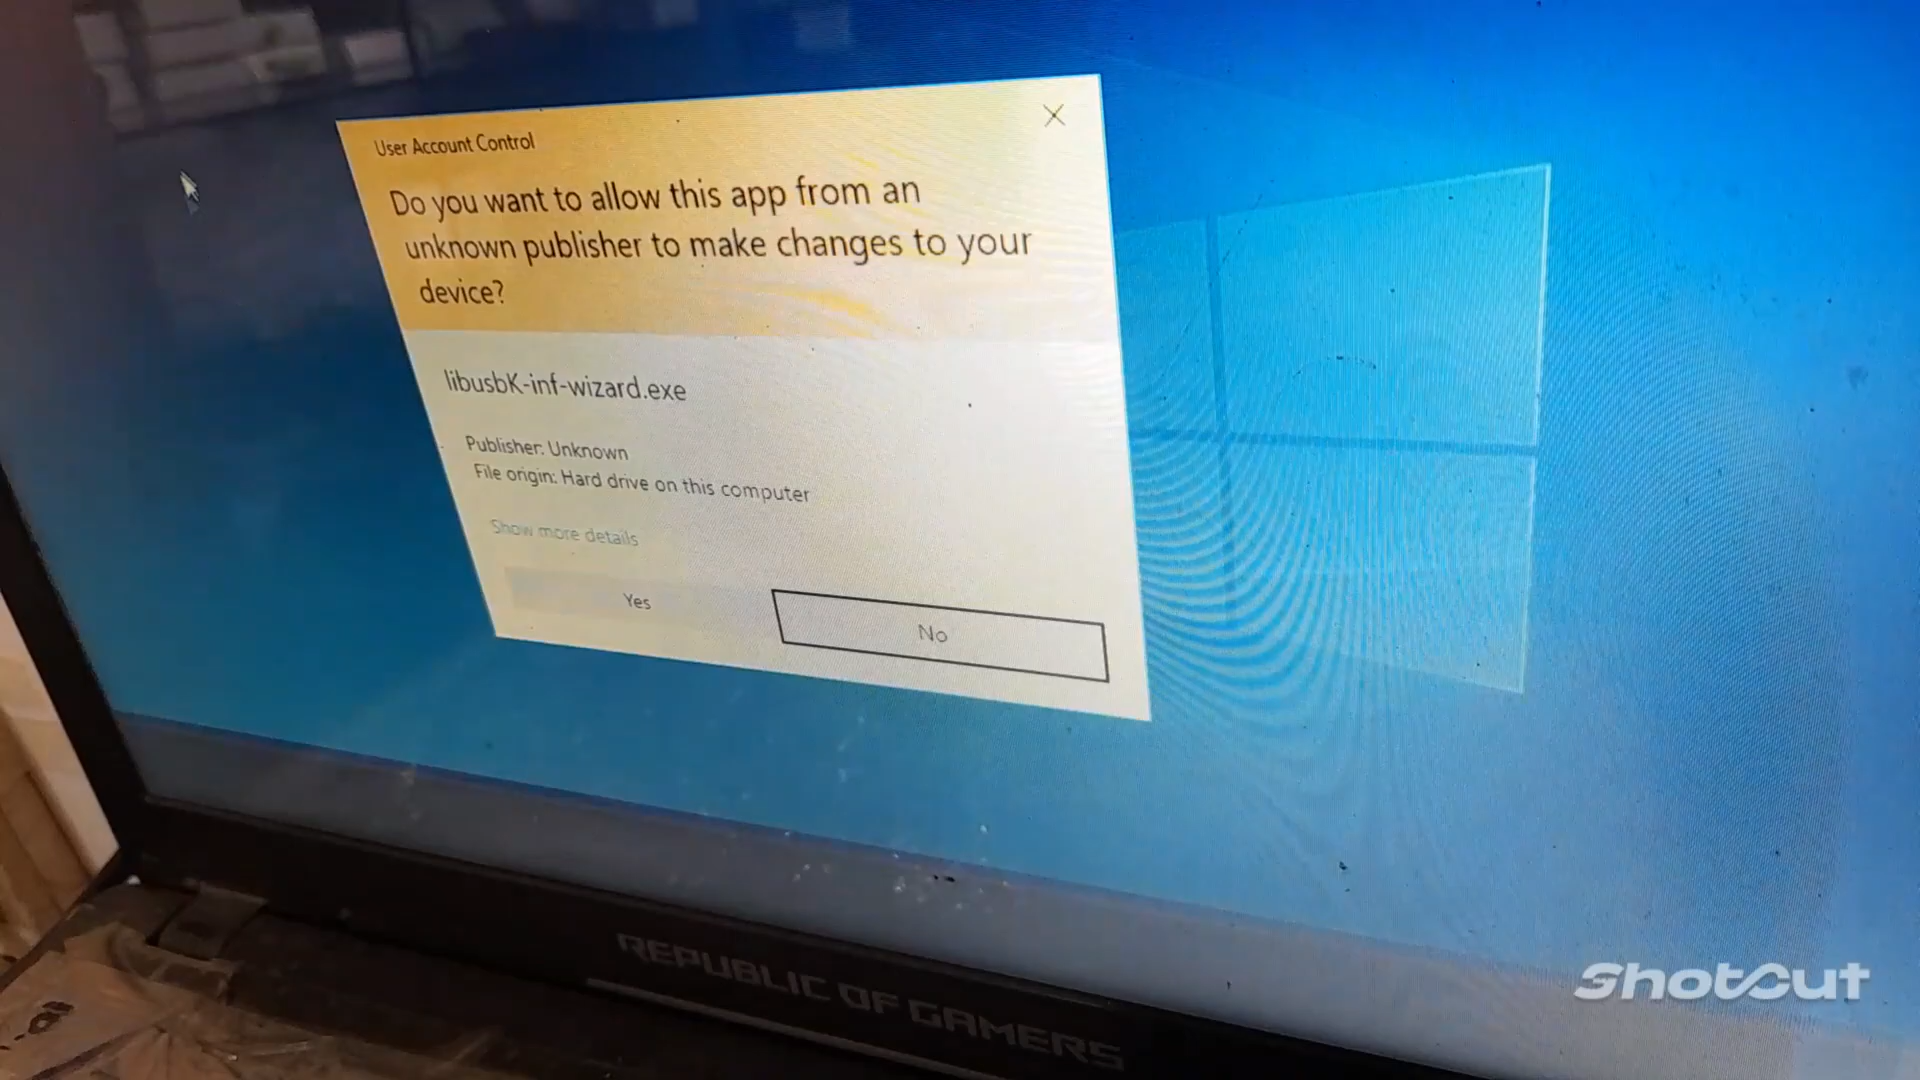 User Account Control
Do you want to allow this app from an
unknown publisher to make changes to your
device?
libusbK-inf-wizard.exe
Publisher: Unknown
File origin: Hard drive on this computer
Show more details
Yes
No
REPUBLIC OF GAMERS
ShotCut